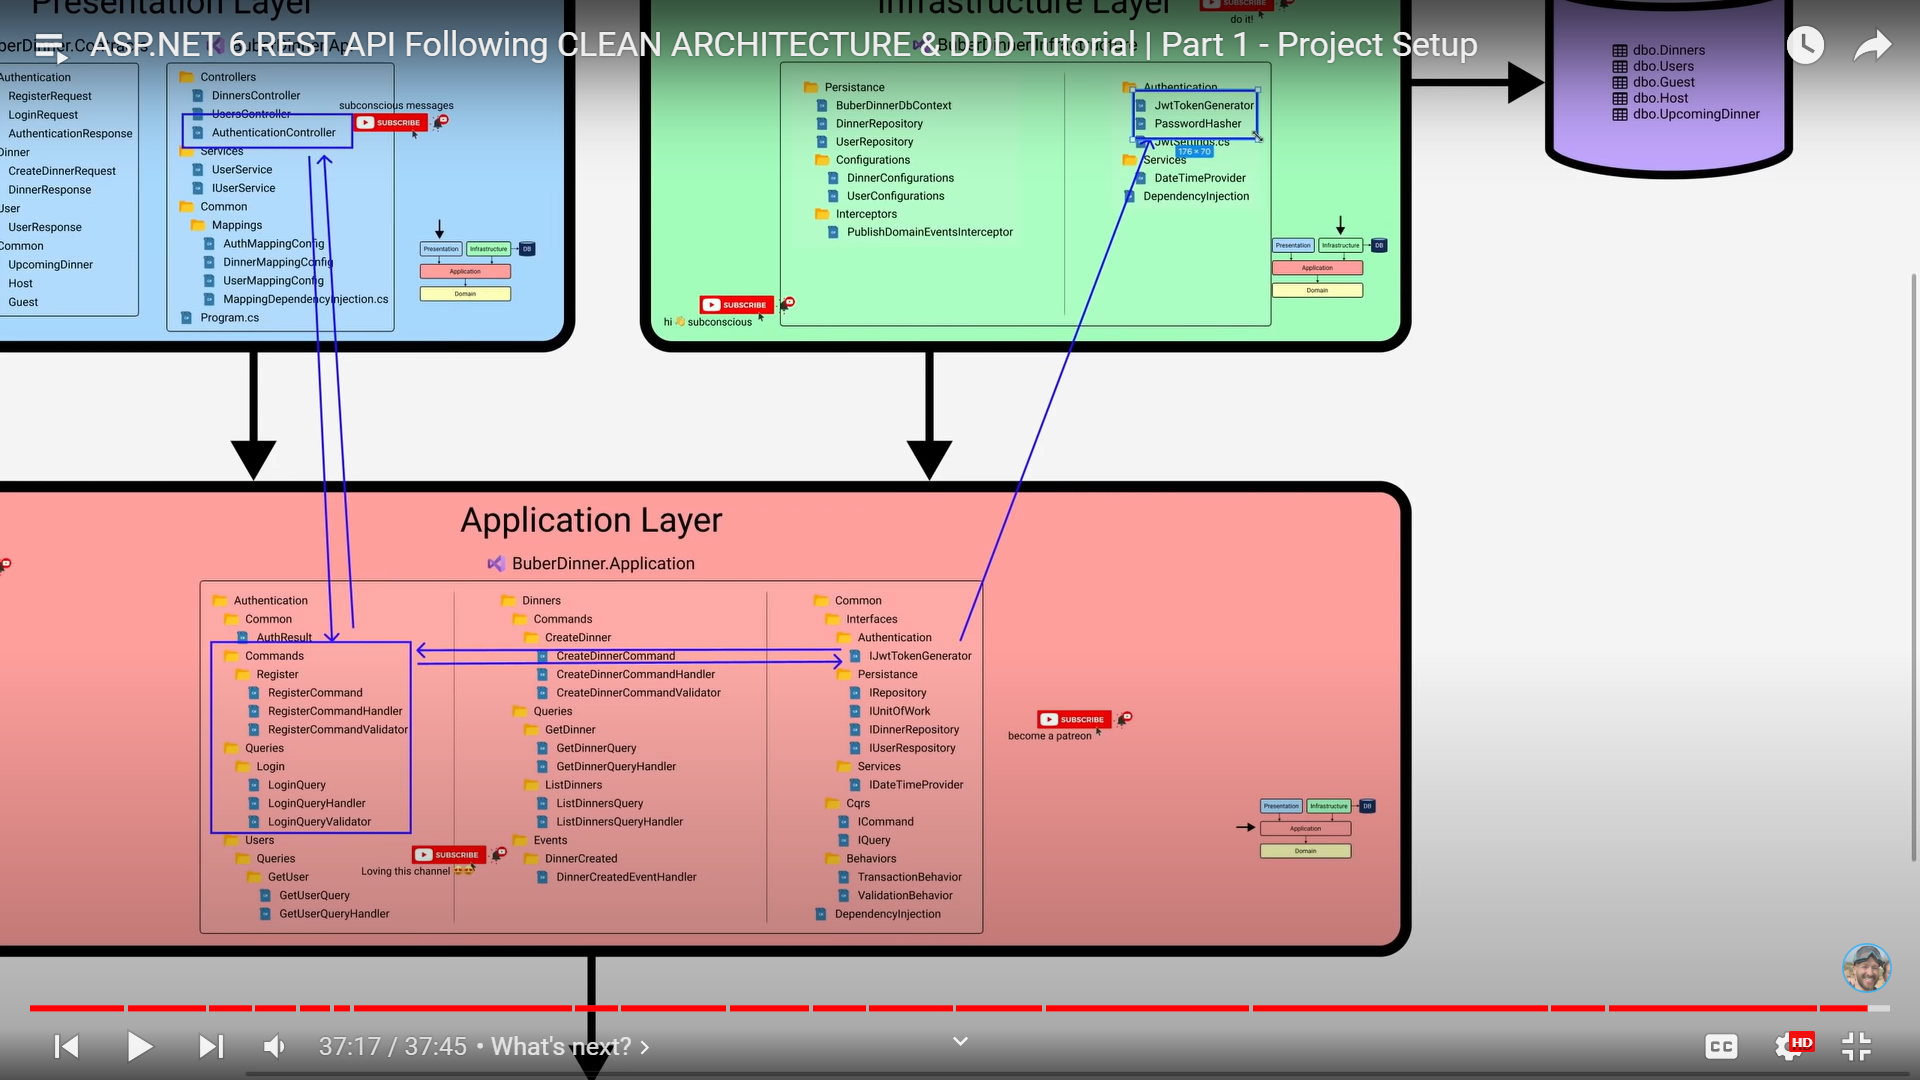 Presentation Layer
Infrastructure Layer
SUBSCRIBE
do it!
ASP.NET 6 REST API Following CLEAN ARCHITECTURE & DDD Tutorial | Part 1 - Project Setup
BuberDinner.Infrastructure
Authentication
RegisterRequest
LoginRequest
AuthenticationResponse
Dinner
CreateDinnerRequest
DinnerResponse
User
UserResponse
Common
UpcomingDinner
Host
Guest
Controllers
DinnersController
UsersController
AuthenticationController
Services
UserService
IUserService
Common
Mappings
AuthMappingConfig
DinnerMappingConfig
UserMappingConfig
MappingDependencyInjection.cs
Program.cs
subconscious messages
SUBSCRIBE
Presentation
Infrastructure
DB
Application
Domain
Persistance
BuberDinnerDbContext
DinnerRepository
UserRepository
Configurations
DinnerConfigurations
UserConfigurations
Interceptors
PublishDomainEventsInterceptor
Authentication
JwtTokenGenerator
PasswordHasher
JwtSettings.cs
176 × 70
Services
DateTimeProvider
DependencyInjection
SUBSCRIBE
hi 👋 subconscious
Presentation
Infrastructure
DB
Application
Domain
dbo.Dinners
dbo.Users
dbo.Guest
dbo.Host
dbo.UpcomingDinner
Application Layer
BuberDinner.Application
Authentication
Common
AuthResult
Commands
Register
RegisterCommand
RegisterCommandHandler
RegisterCommandValidator
Queries
Login
LoginQuery
LoginQueryHandler
LoginQueryValidator
Users
Queries
GetUser
GetUserQuery
GetUserQueryHandler
SUBSCRIBE
Loving this channel 😍😍
Dinners
Commands
CreateDinner
CreateDinnerCommand
CreateDinnerCommandHandler
CreateDinnerCommandValidator
Queries
GetDinner
GetDinnerQuery
GetDinnerQueryHandler
ListDinners
ListDinnersQuery
ListDinnersQueryHandler
Events
DinnerCreated
DinnerCreatedEventHandler
Common
Interfaces
Authentication
IJwtTokenGenerator
Persistance
IRepository
IUnitOfWork
IDinnerRepository
IUserRespository
Services
IDateTimeProvider
Cqrs
ICommand
IQuery
Behaviors
TransactionBehavior
ValidationBehavior
DependencyInjection
SUBSCRIBE
become a patreon
Presentation
Infrastructure
DB
Application
Domain
37:17 / 37:45 • What's next? >
CC
HD